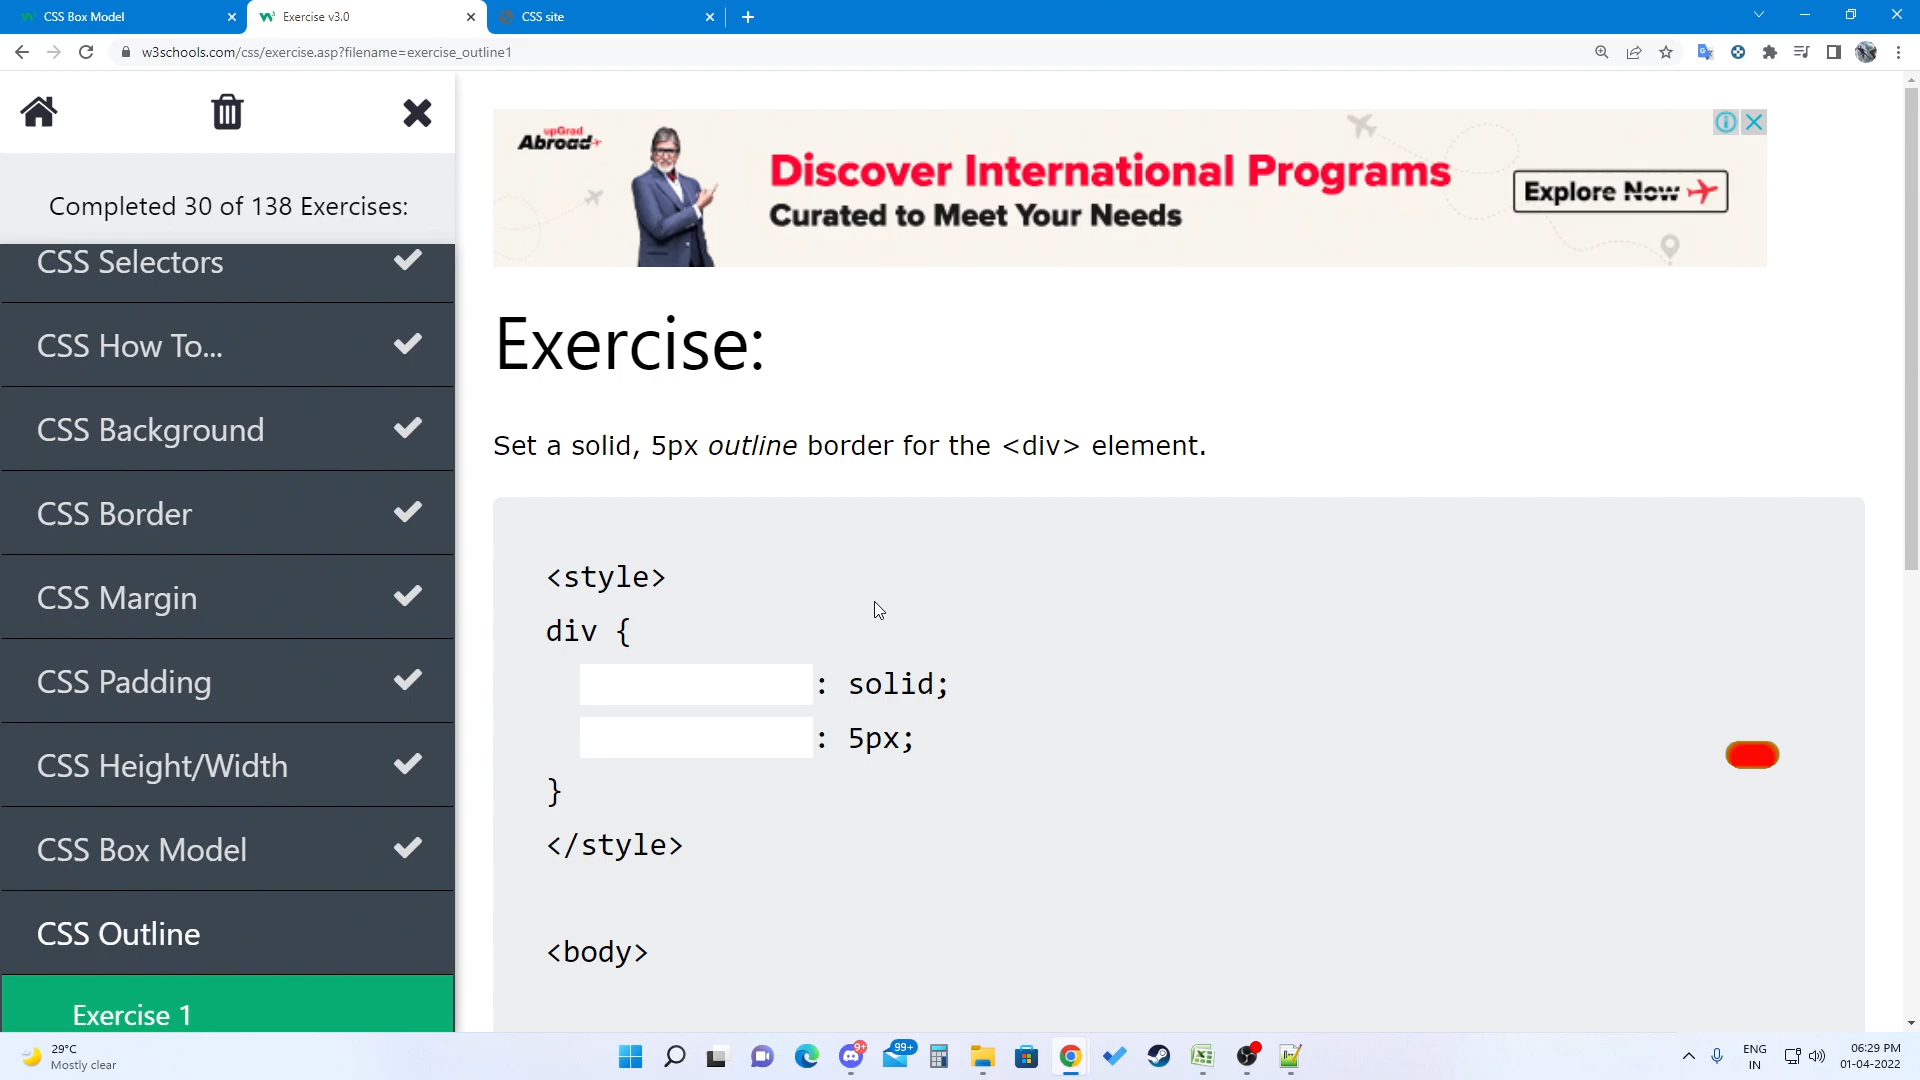 CSS Box Model
Exercise v3.0
CSS site
w3schools.com/css/exercise.asp?filename=exercise_outline1
Completed 30 of 138 Exercises:
CSS Selectors
CSS How To...
CSS Background
CSS Border
CSS Margin
CSS Padding
CSS Height/Width
CSS Box Model
CSS Outline
Exercise 1
upGrad
Abroad
Discover International Programs
Curated to Meet Your Needs
Explore Now
Exercise:
Set a solid, 5px outline border for the <div> element.
<style>
div {
: solid;
: 5px;
}
</style>
<body>
29°C
Mostly clear
9+
99+
ENG
IN
06:29 PM
01-04-2022